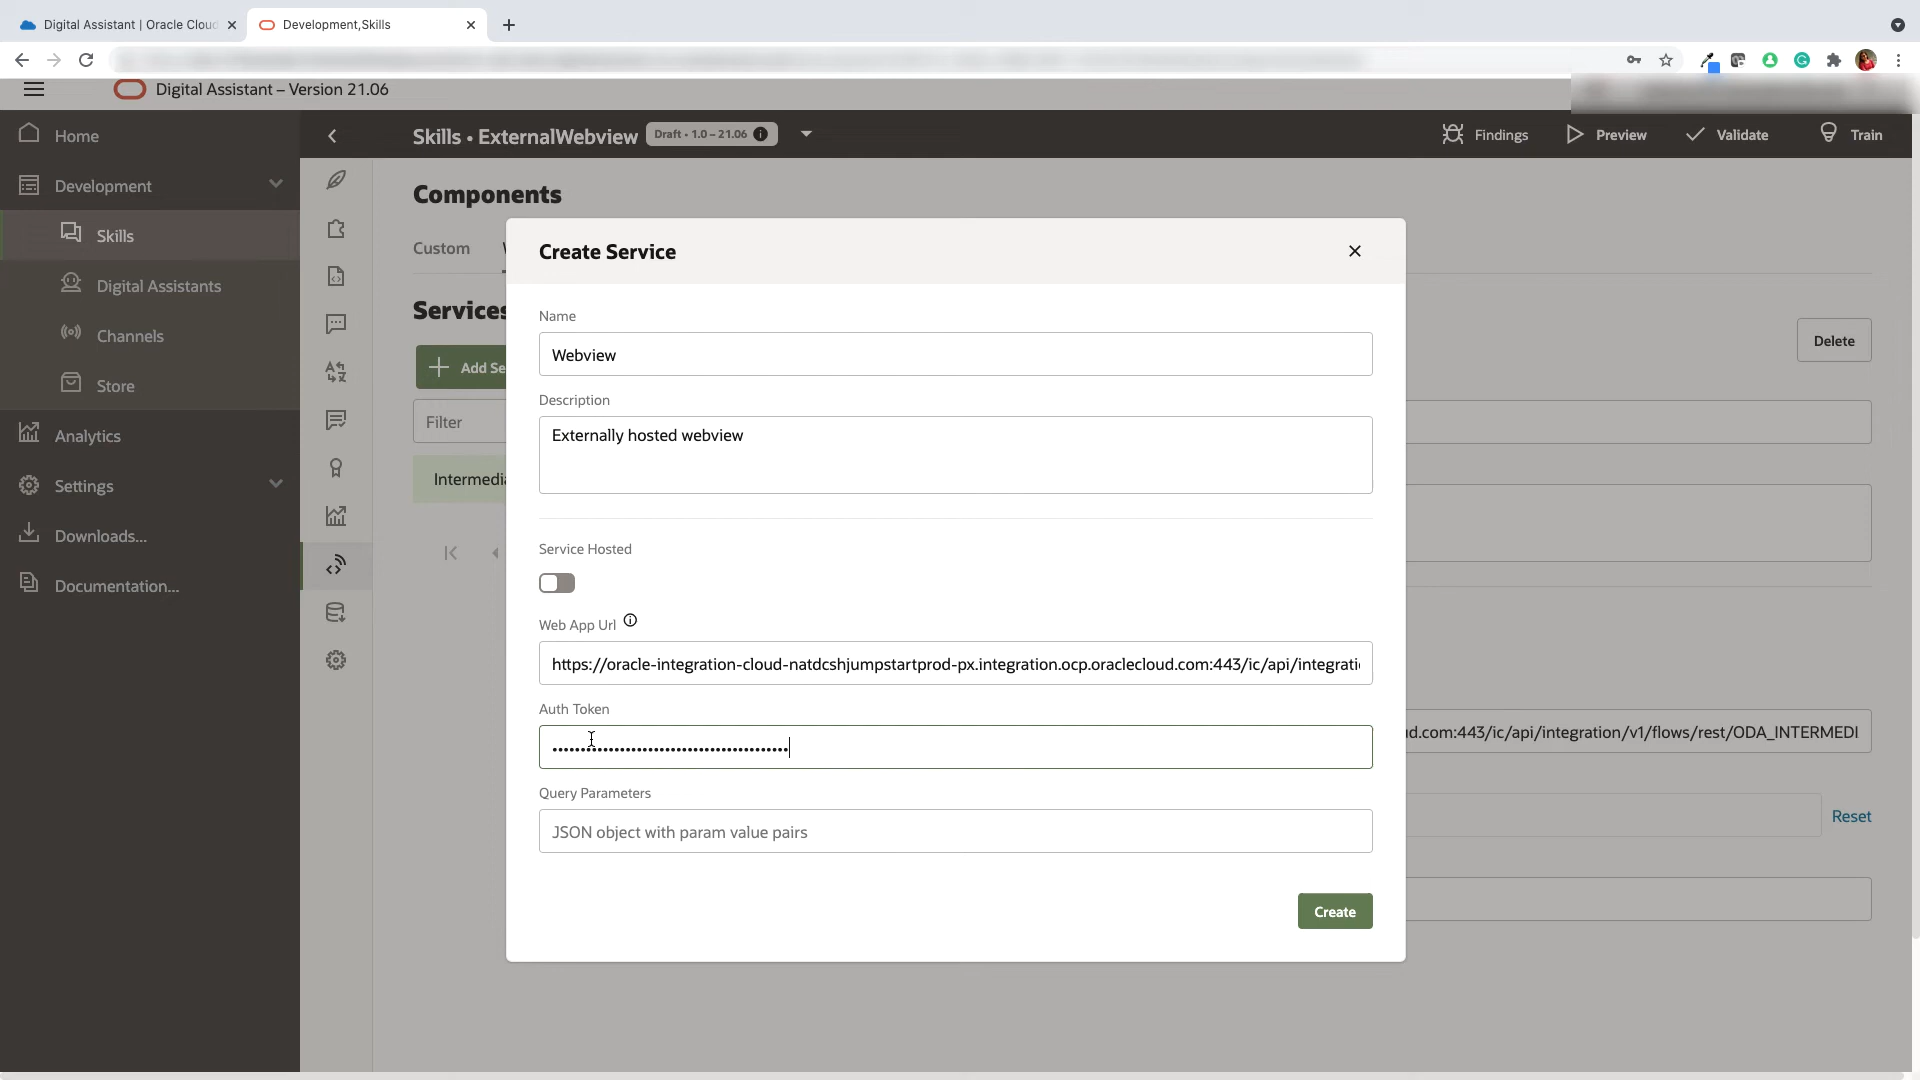 Digital Assistant | Oracle Cloud
Development,Skills
Digital Assistant – Version 21.06
Home
Development
Skills
Digital Assistants
Channels
Store
Analytics
Settings
Downloads...
Documentation...
Skills • ExternalWebview
Draft • 1.0 – 21.06
Findings
Preview
Validate
Train
Components
Custom
Services
Add Se
Filter
Intermedia
Delete
d.com:443/ic/api/integration/v1/flows/rest/ODA_INTERMEDI
Reset
Create Service
Name
Webview
Description
Externally hosted webview
Service Hosted
Web App Url
https://oracle-integration-cloud-natdcshjumpstartprod-px.integration.ocp.oraclecloud.com:443/ic/api/integrati
Auth Token
Query Parameters
JSON object with param value pairs
Create